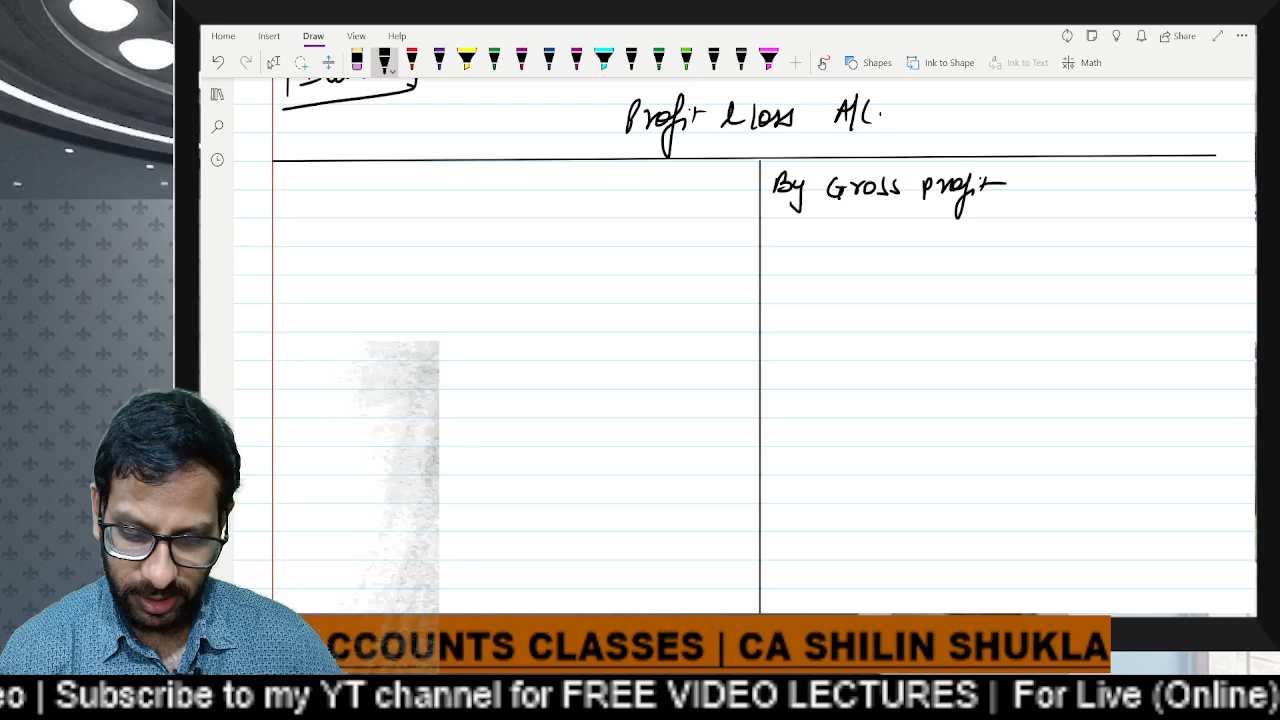 Home Insert Draw View Help
Share
Shapes Ink to Shape Ink to Text Math
Profit & Loss A/C.
By Gross profit
CCOUNTS CLASSES | CA SHILIN SHUKLA
eo | Subscribe to my YT channel for FREE VIDEO LECTURES | For Live (Online)